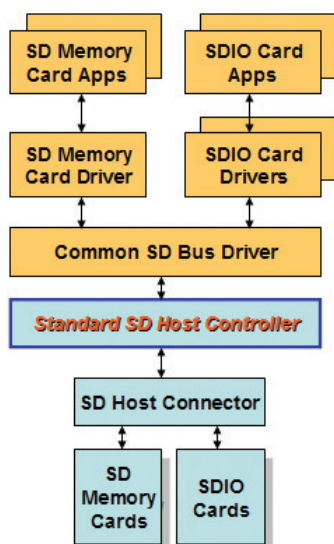 SD Memory
Card Apps
SDIO Card
Apps
SD Memory
Card Driver
SDIO Card
Drivers
Common SD Bus Driver
Standard SD Host Controller
SD Host Connector
SD
Memory
Cards
SDIO
Cards